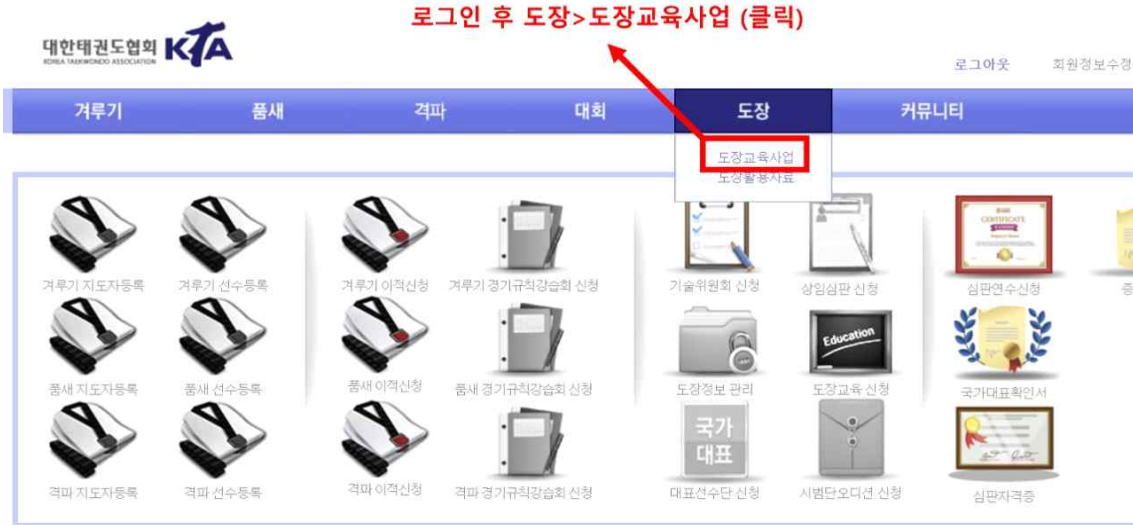 로그인 후 도장>도장교육사업 (클릭)
대한태권도협회 KTA
KOREA TAEKWONDO ASSOCIATION
로그아웃 회원정보수정
겨루기 품새 격파 대회 도장 커뮤니티
도장교육사업
도장활용자료
CERTIFICATE
겨루기 지도자등록 겨루기 선수등록 겨루기 이적신청 겨루기 경기규칙강습회 신청 기술위원회 신청 상임심판 신청 심판연수신청 증
Education
품새 지도자등록 품새 선수등록 품새 이적신청 품새 경기규칙강습회 신청 도장정보 관리 도장교육 신청 국가대표확인서
국가
대표
격파 지도자등록 격파 선수등록 격파 이적신청 격파 경기규칙강습회 신청 대표선수단 신청 시범단오디션 신청 심판자격증